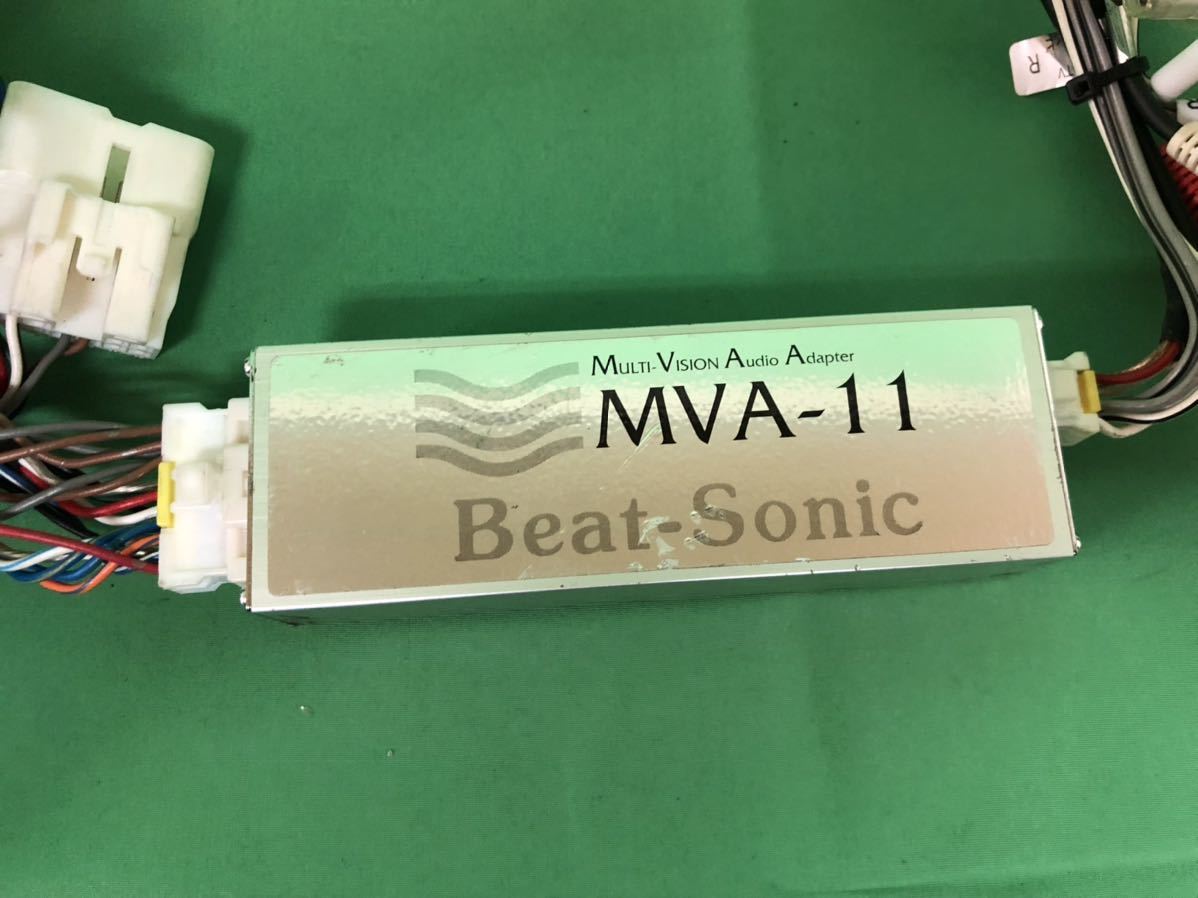 MULTI-VISION Audio Adapter
MVA-11
Beat-Sonic
R